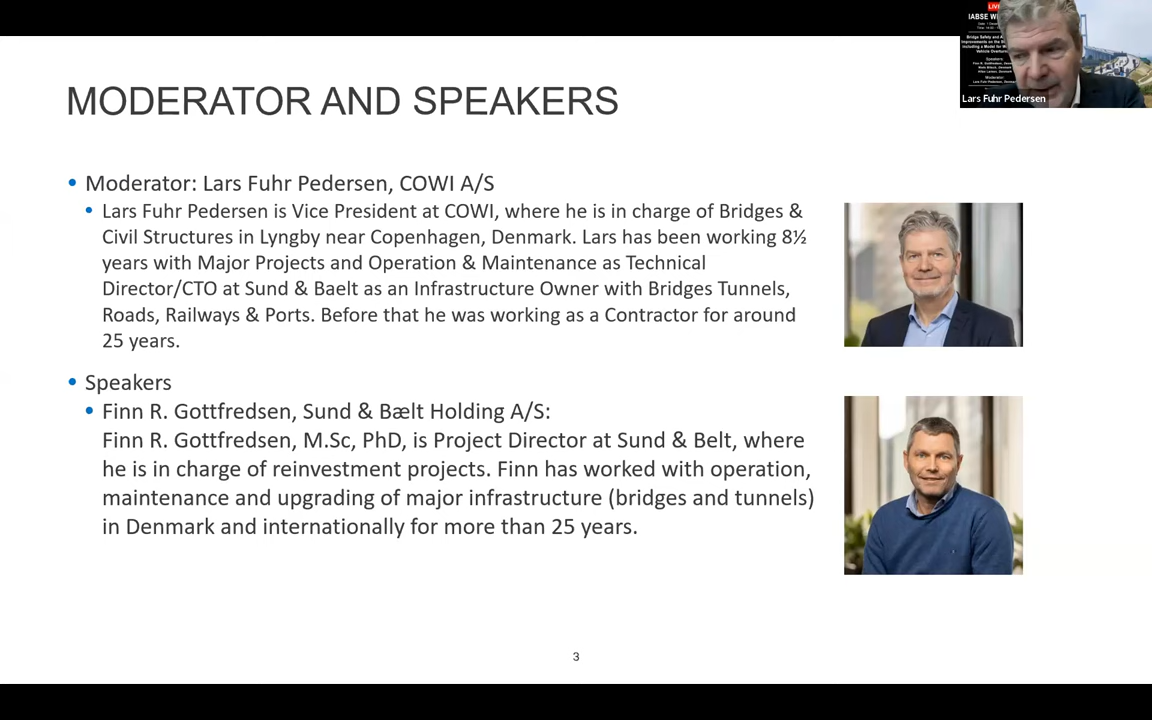 LIV
IABSE W
MODERATOR AND SPEAKERS
Lars Fuhr Pedersen
• Moderator: Lars Fuhr Pedersen, COWI A/S
• Lars Fuhr Pedersen is Vice President at COWI, where he is in charge of Bridges &
Civil Structures in Lyngby near Copenhagen, Denmark. Lars has been working 8½
years with Major Projects and Operation & Maintenance as Technical
Director/CTO at Sund & Baelt as an Infrastructure Owner with Bridges Tunnels,
Roads, Railways & Ports. Before that he was working as a Contractor for around
25 years.
• Speakers
• Finn R. Gottfredsen, Sund & Bælt Holding A/S:
Finn R. Gottfredsen, M.Sc, PhD, is Project Director at Sund & Belt, where
he is in charge of reinvestment projects. Finn has worked with operation,
maintenance and upgrading of major infrastructure (bridges and tunnels)
in Denmark and internationally for more than 25 years.
3